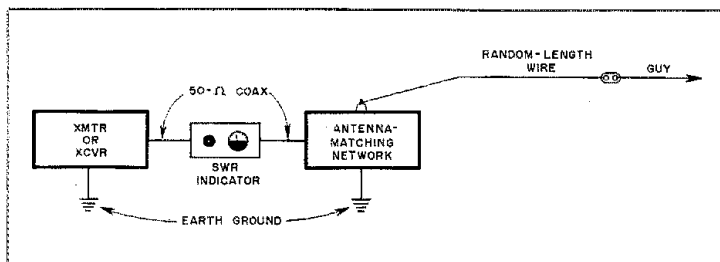 RANDOM-LENGTH
WIRE
GUY
50-Ω COAX
XMTR
OR
XCVR
SWR
INDICATOR
ANTENNA-
MATCHING
NETWORK
EARTH GROUND